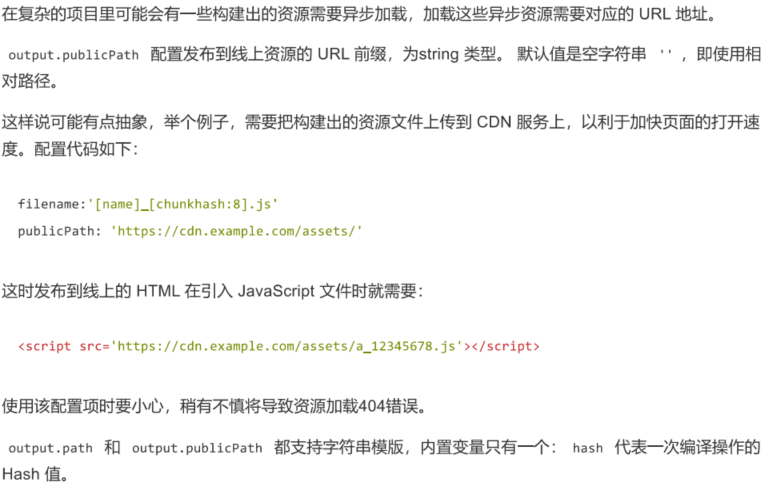 在复杂的项目里可能会有一些构建出的资源需要异步加载，加载这些异步资源需要对应的 URL 地址。
output.publicPath 配置发布到线上资源的 URL 前缀，为string 类型。 默认值是空字符串 '' ，即使用相
对路径。
这样说可能有点抽象，举个例子，需要把构建出的资源文件上传到 CDN 服务上，以利于加快页面的打开速
度。配置代码如下：
filename:'[name]_[chunkhash:8].js'
publicPath: 'https://cdn.example.com/assets/'
这时发布到线上的 HTML 在引入 JavaScript 文件时就需要：
<script src='https://cdn.example.com/assets/a_12345678.js'></script>
使用该配置项时要小心，稍有不慎将导致资源加载404错误。
output.path 和 output.publicPath 都支持字符串模版，内置变量只有一个： hash 代表一次编译操作的
Hash 值。